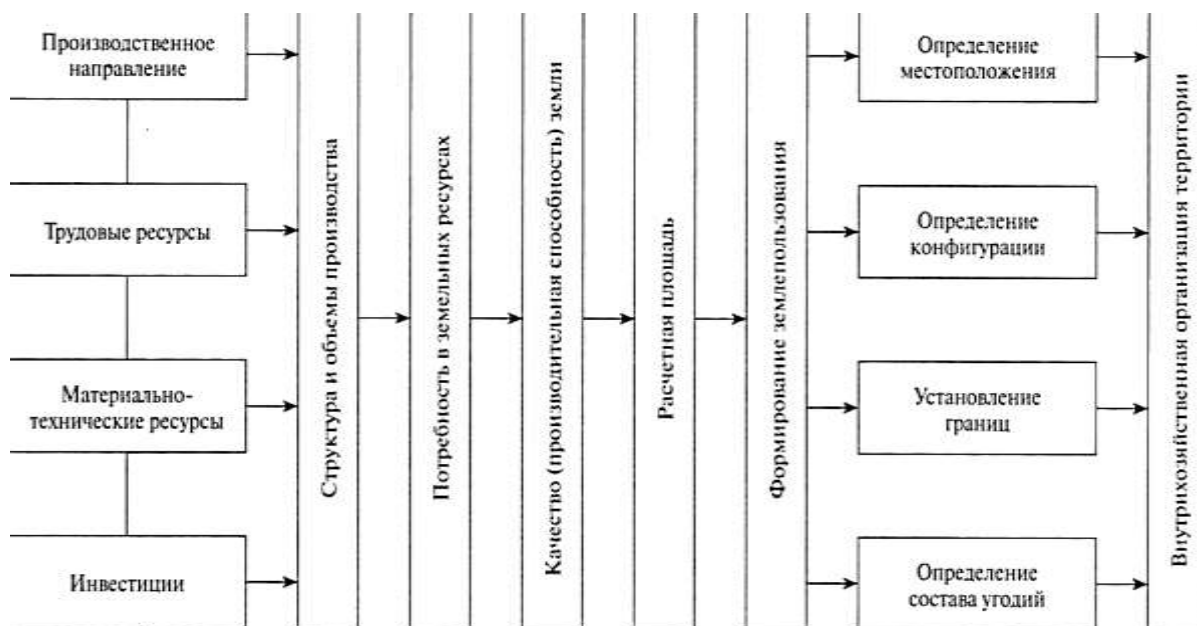 Производственное
направление
Трудовые ресурсы
Материально-
технические ресурсы
Инвестиции
Структура и объемы производства
Потребность в земельных ресурсах
Качество (производительная способность) земли
Расчетная площадь
Формирование землепользования
Определение
местоположения
Определение
конфигурации
Установление
границ
Определение
состава угодий
Внутрихозяйственная организация территории